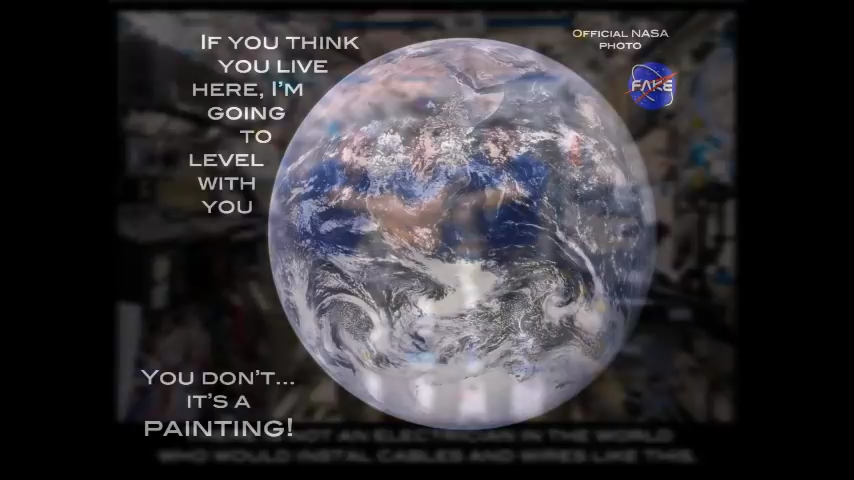 IF YOU THINK
YOU LIVE
HERE, I'M
GOING
TO
LEVEL
WITH
YOU
OFFICIAL NASA
PHOTO
FAKE
YOU DON'T...
IT'S A
PAINTING!
NOT AN ELECTRICIAN IN THE WORLD
WHO WOULD INSTAL CABLES AND WIRES LIKE THIS.